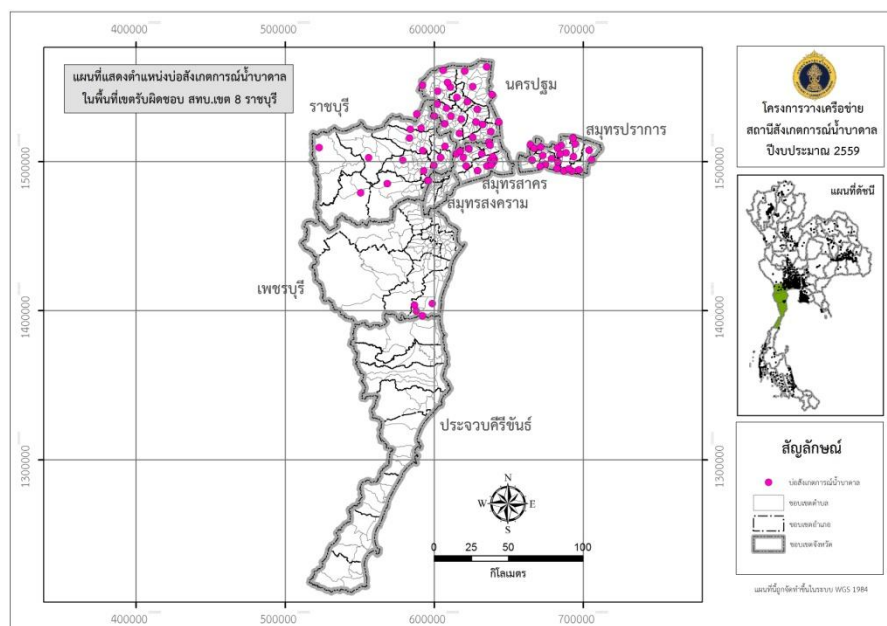 400000 500000 600000 700000
แผนที่แสดงตำแหน่งบ่อสังเกตการณ์น้ำบาดาล
ในพื้นที่เขตรับผิดชอบ สทบ.เขต 8 ราชบุรี
ราชบุรี
นครปฐม
สมุทรปราการ
สมุทรสาคร
สมุทรสงคราม
เพชรบุรี
ประจวบคีรีขันธ์
1500000
1400000
1300000
1500000
1400000
1300000
N
W E
S
0 25 50 100
กิโลเมตร
400000 500000 600000 700000
โครงการวางเครือข่าย
สถานีสังเกตการณ์น้ำบาดาล
ปีงบประมาณ 2559
แผนที่ดัชนี
สัญลักษณ์
บ่อสังเกตการณ์น้ำบาดาล
ขอบเขตตำบล
ขอบเขตอำเภอ
ขอบเขตจังหวัด
แผนที่นี้ถูกจัดทำขึ้นในระบบ WGS 1984